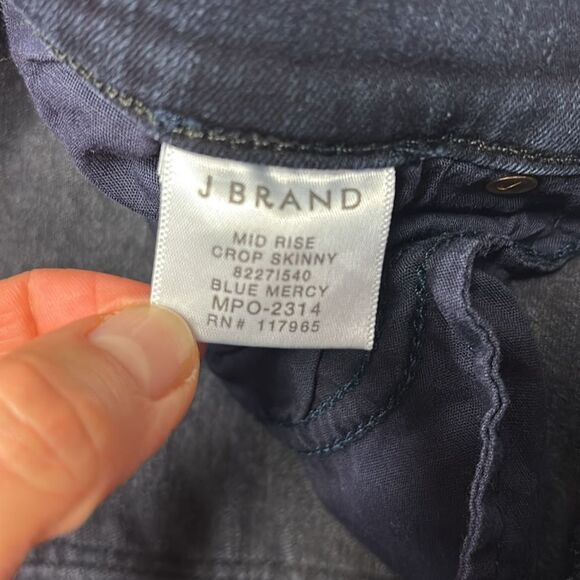 J BRAND
MID RISE
CROP SKINNY
8227I540
BLUE MERCY
MPO-2314
RN# 117965